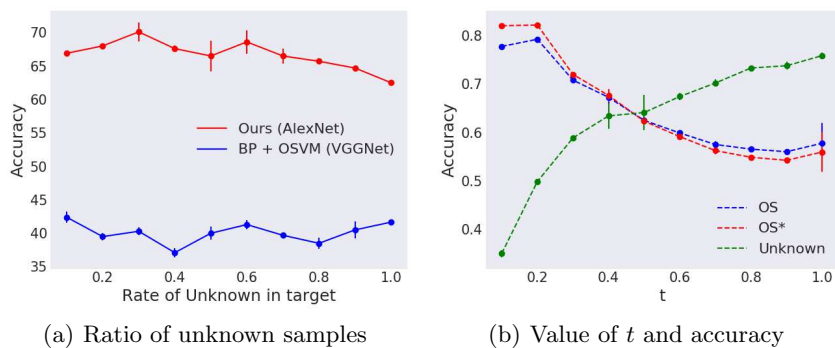 70
65
60
55
50
45
40
35
Accuracy
Ours (AlexNet)
BP + OSVM (VGGNet)
0.2 0.4 0.6 0.8 1.0
Rate of Unknown in target
(a) Ratio of unknown samples
0.8
0.7
0.6
0.5
0.4
Accuracy
OS
OS*
Unknown
0.2 0.4 0.6 0.8 1.0
t
(b) Value of t and accuracy